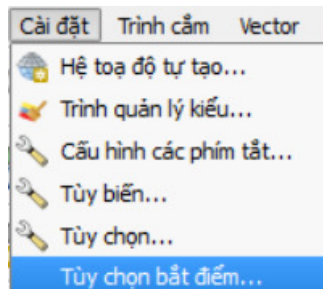 Cài đặt Trình cắm Vector
Hệ toạ độ tự tạo...
Trình quản lý kiểu...
Cấu hình các phím tắt...
Tùy biến...
Tùy chọn...
Tùy chọn bắt điểm...